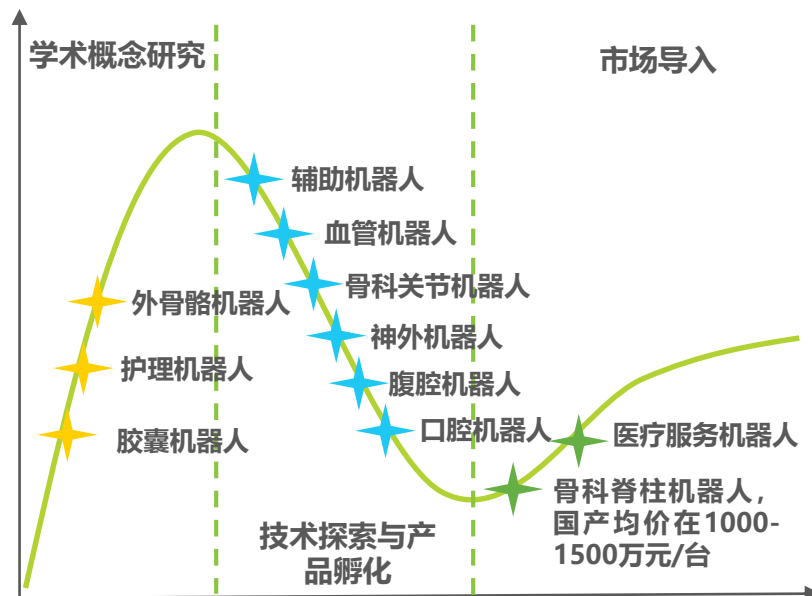 学术概念研究
市场导入
辅助机器人
血管机器人
骨科关节机器人
外骨骼机器人
神外机器人
护理机器人
腹腔机器人
胶囊机器人
口腔机器人
医疗服务机器人
骨科脊柱机器人，
国产均价在1000-
1500万元/台
技术探索与产
品孵化